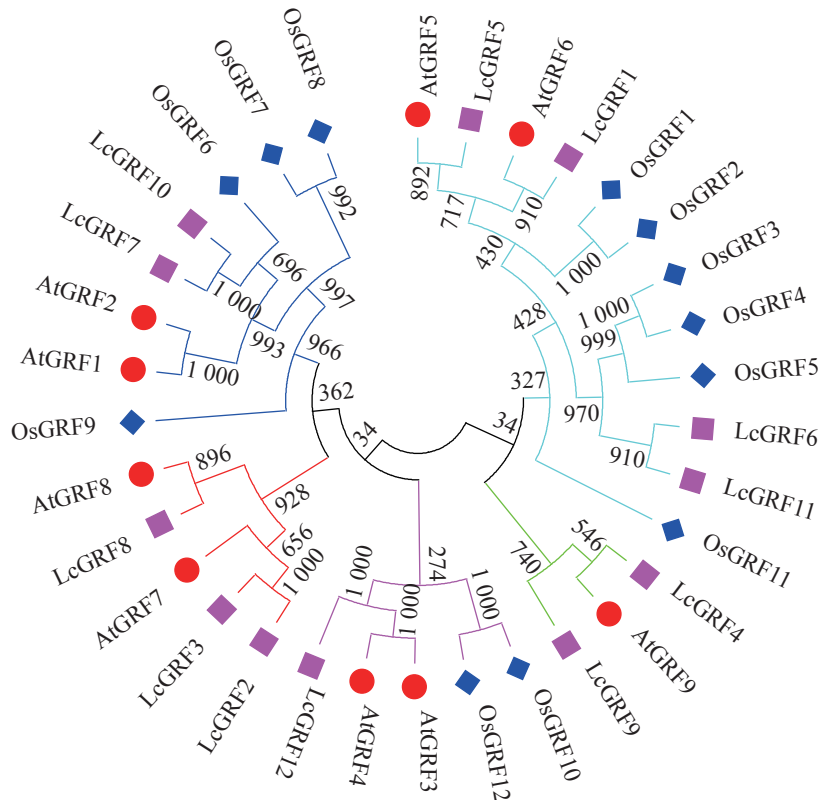 AtGRF5
LcGRF5
AtGRF6
LcGRF1
OsGRF1
OsGRF2
OsGRF3
OsGRF4
OsGRF5
LcGRF6
LcGRF11
OsGRF11
LcGRF4
AtGRF9
LcGRF9
OsGRF10
OsGRF12
AtGRF3
AtGRF4
LcGRF12
LcGRF2
LcGRF3
AtGRF7
LcGRF8
AtGRF8
OsGRF9
AtGRF1
AtGRF2
LcGRF7
LcGRF10
OsGRF6
OsGRF7
OsGRF8
892
717
910
430
1 000
428
1 000
999
970
910
327
34
546
740
274
1 000
1 000
1 000
34
362
928
896
656
1 000
966
997
993
1 000
1 000
696
992